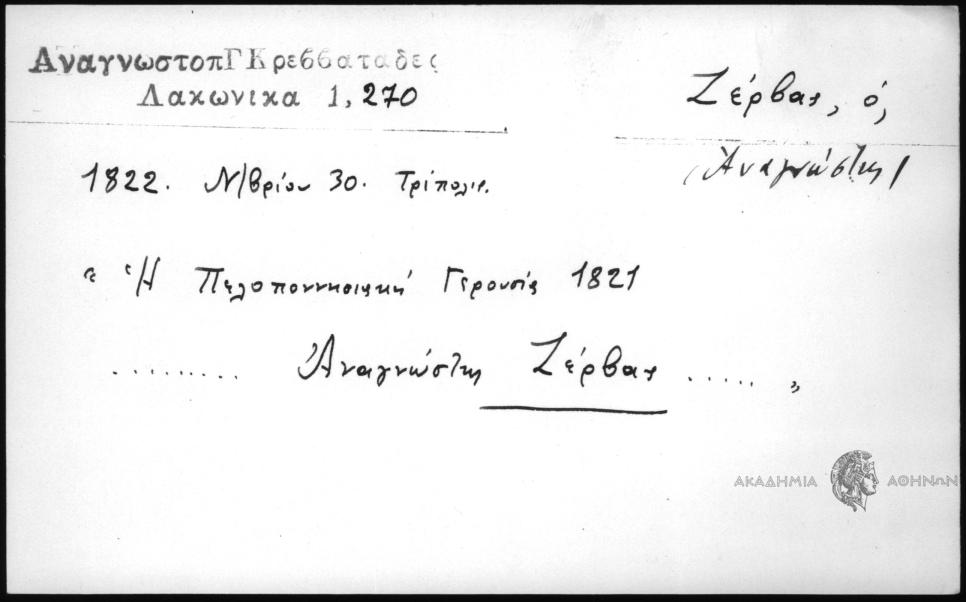 ΑναγνωστοπΓΚρεββαταδες
Λακωνικα 1, 270
Ζέρβας, ὁ,
/Ἀναγνώστης/
1822. Ν/βρίου 30. Τρίπολις.
"Ἡ Πελοποννησιακή Γερουσία 1821
......... Ἀναγνώστης Ζέρβας ..... "
ΑΚΑΔΗΜΙΑ ΑΘΗΝΩΝ